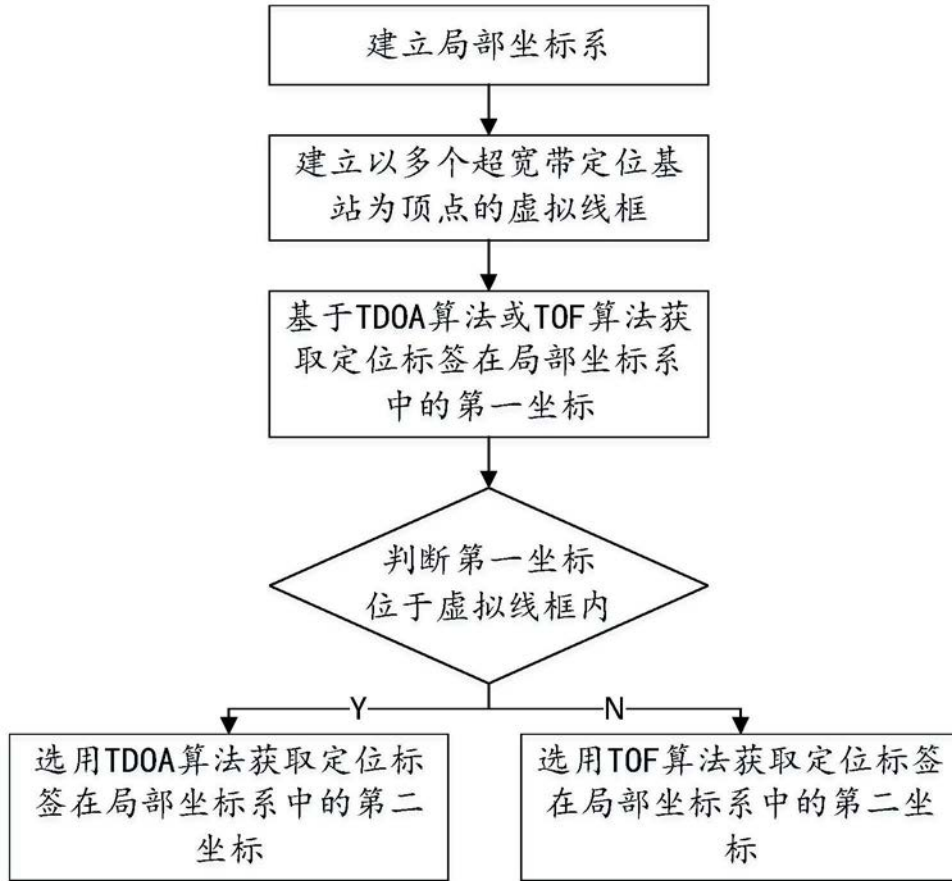 建立局部坐标系
建立以多个超宽带定位基
站为顶点的虚拟线框
基于TDOA算法或TOF算法获
取定位标签在局部坐标系
中的第一坐标
判断第一坐标
位于虚拟线框内
Y
N
选用TDOA算法获取定位标
签在局部坐标系中的第二
坐标
选用TOF算法获取定位标签
在局部坐标系中的第二坐
标